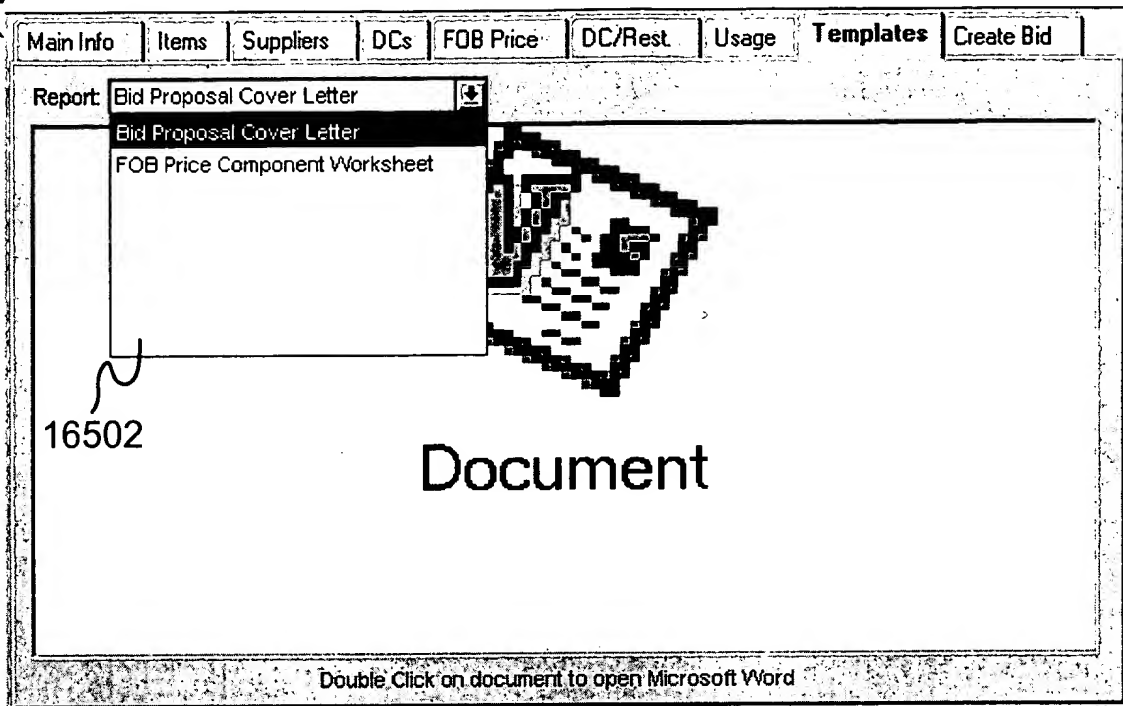 Main Info Items Suppliers DCs FOB Price DC/Rest. Usage Templates Create Bid
Report: Bid Proposal Cover Letter
Bid Proposal Cover Letter
FOB Price Component Worksheet
16502
Document
Double Click on document to open Microsoft Word